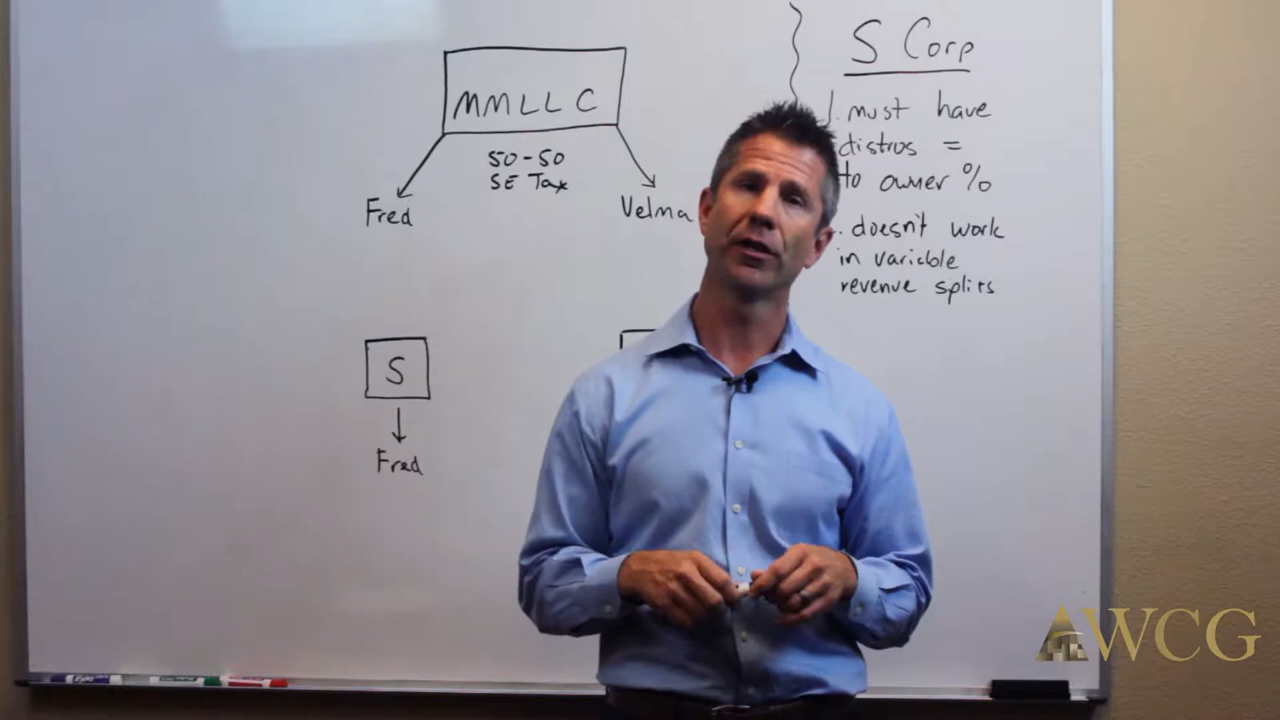 MMLLC
50-50
SE Tax
Fred
Velma
S
Fred
S Corp
1. must have
distros =
to owner %
. doesn't work
in variable
revenue splits
WCG